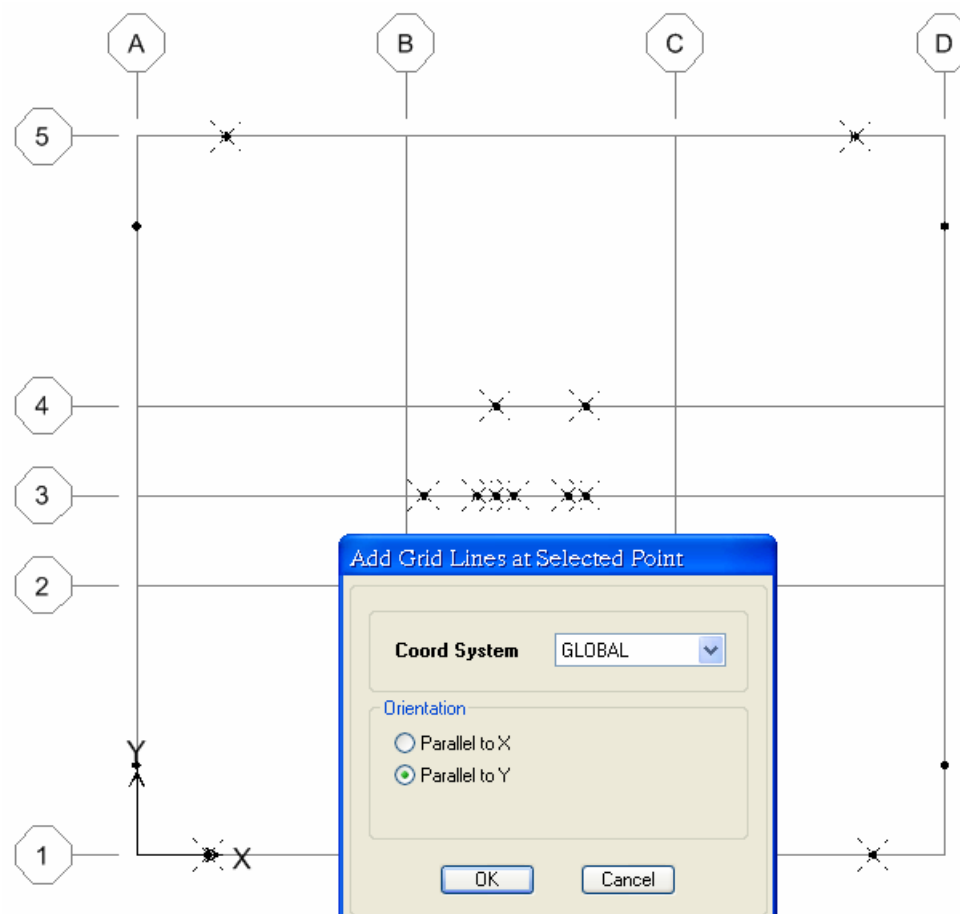 A B C D
5
4
3
Add Grid Lines at Selected Point
2
Coord System GLOBAL
Orientation
Parallel to X
Y
Parallel to Y
1
X
OK Cancel